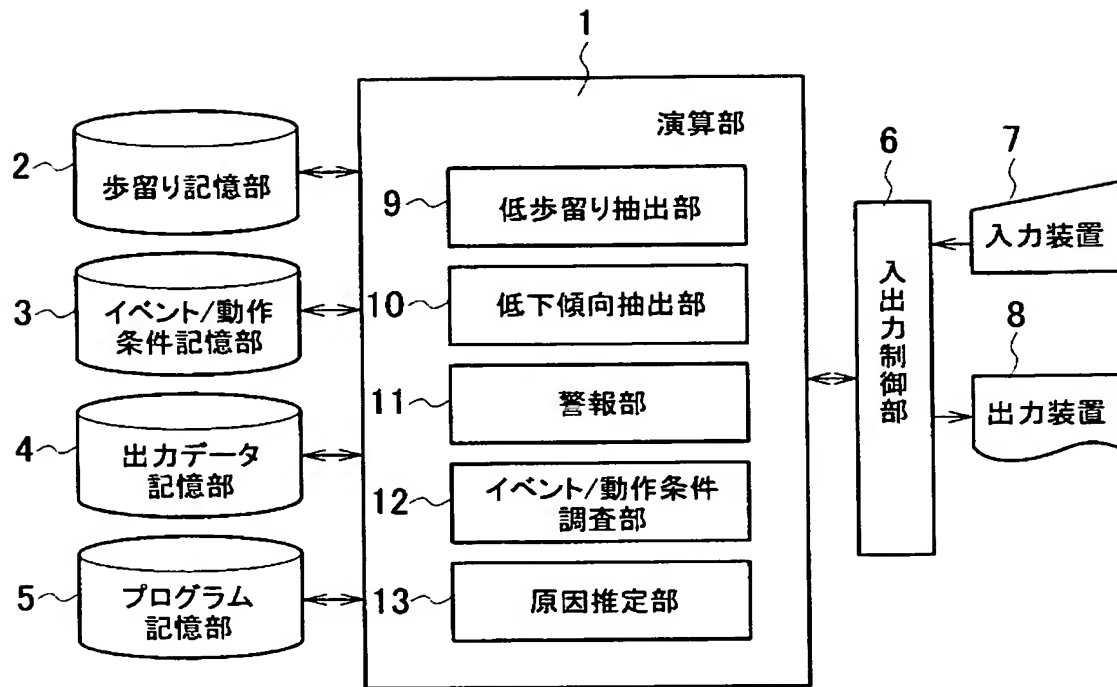 1
演算部
2
歩留り記憶部
3
イベント/動作
条件記憶部
4
出力データ
記憶部
5
プログラム
記憶部
9
低歩留り抽出部
10
低下傾向抽出部
11
警報部
12
イベント/動作条件
調査部
13
原因推定部
6
入出力制御部
7
入力装置
8
出力装置